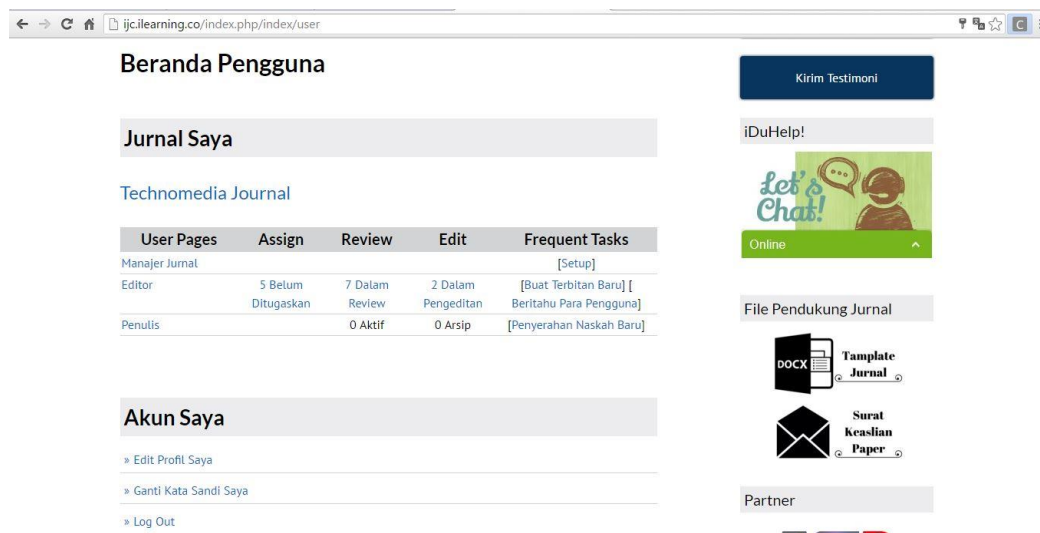 ijc.ilearning.co/index.php/index/user
Beranda Pengguna
Jurnal Saya
Technomedia Journal
User Pages Assign Review Edit Frequent Tasks
Manajer Jurnal [Setup]
Editor 5 Belum 7 Dalam 2 Dalam [Buat Terbitan Baru] [
Ditugaskan Review Pengeditan Beritahu Para Pengguna]
Penulis 0 Aktif 0 Arsip [Penyerahan Naskah Baru]
Akun Saya
» Edit Profil Saya
» Ganti Kata Sandi Saya
» Log Out
Kirim Testimoni
iDuHelp!
Let's
Chat!
Online
File Pendukung Jurnal
DOCX
Tamplate
Jurnal
Surat
Keaslian
Paper
Partner